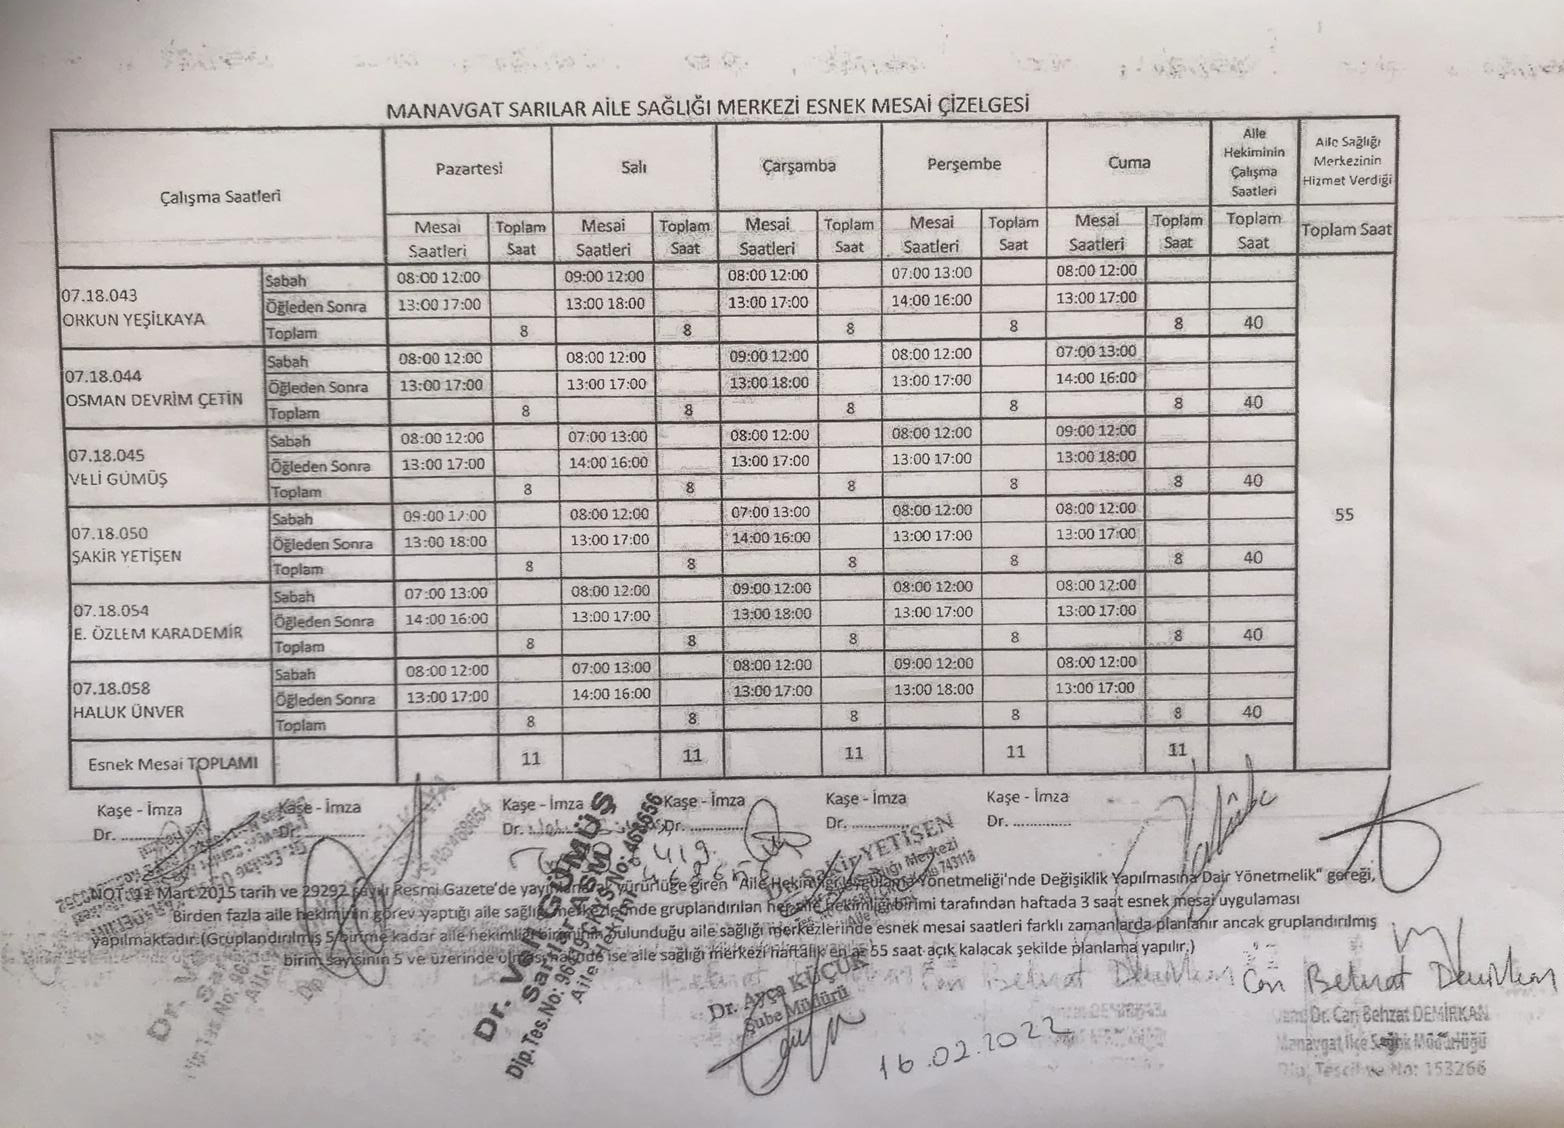 MANAVGAT SARILAR AİLE SAĞLIĞI MERKEZİ ESNEK MESAİ ÇİZELGESİ
Çalışma Saatleri Pazartesi Salı Çarşamba Perşembe Cuma Aile Hekiminin Çalışma Saatleri Aile Sağlığı Merkezinin Hizmet Verdiği
Mesai Saatleri Toplam Saat Mesai Saatleri Toplam Saat Mesai Saatleri Toplam Saat Mesai Saatleri Toplam Saat Mesai Saatleri Toplam Saat Toplam Saat Toplam Saat
07.18.043
ORKUN YEŞİLKAYA
Sabah 08:00 12:00 09:00 12:00 08:00 12:00 07:00 13:00 08:00 12:00
Öğleden Sonra 13:00 17:00 13:00 18:00 13:00 17:00 14:00 16:00 13:00 17:00
Toplam 8 8 8 8 8 40
07.18.044
OSMAN DEVRİM ÇETİN
Sabah 08:00 12:00 08:00 12:00 09:00 12:00 08:00 12:00 07:00 13:00
Öğleden Sonra 13:00 17:00 13:00 17:00 13:00 18:00 13:00 17:00 14:00 16:00
Toplam 8 8 8 8 8 40
07.18.045
VELİ GÜMÜŞ
Sabah 08:00 12:00 07:00 13:00 08:00 12:00 08:00 12:00 09:00 12:00
Öğleden Sonra 13:00 17:00 14:00 16:00 13:00 17:00 13:00 17:00 13:00 18:00
Toplam 8 8 8 8 8 40
07.18.050
ŞAKİR YETİŞEN
Sabah 09:00 12:00 08:00 12:00 07:00 13:00 08:00 12:00 08:00 12:00
Öğleden Sonra 13:00 18:00 13:00 17:00 14:00 16:00 13:00 17:00 13:00 17:00
Toplam 8 8 8 8 8 40
55
07.18.054
E. ÖZLEM KARADEMİR
Sabah 07:00 13:00 08:00 12:00 09:00 12:00 08:00 12:00 08:00 12:00
Öğleden Sonra 14:00 16:00 13:00 17:00 13:00 18:00 13:00 17:00 13:00 17:00
Toplam 8 8 8 8 8 40
07.18.058
HALUK ÜNVER
Sabah 08:00 12:00 07:00 13:00 08:00 12:00 09:00 12:00 08:00 12:00
Öğleden Sonra 13:00 17:00 14:00 16:00 13:00 17:00 13:00 18:00 13:00 17:00
Toplam 8 8 8 8 8 40
Esnek Mesai TOPLAMI 11 11 11 11 11
Kaşe - İmza Kaşe - İmza Kaşe - İmza Kaşe - İmza Kaşe - İmza Kaşe - İmza
Dr. ............... Dr. Dr. Dr. ............... Dr. ............... Dr. ...............
NOT: 11 Mart 2015 tarih ve 29292 sayılı Resmi Gazete'de yayınlanarak yürürlüğe giren "Aile Hekimliği Uygulama Yönetmeliği'nde Değişiklik Yapılmasına Dair Yönetmelik" gereği,
Birden fazla aile hekiminin görev yaptığı aile sağlığı merkezlerinde gruplandırılan her aile hekimliği birimi tarafından haftada 3 saat esnek mesai uygulaması
yapılmaktadır.(Gruplandırılmış 5 birime kadar aile hekimliği biriminin bulunduğu aile sağlığı merkezlerinde esnek mesai saatleri farklı zamanlarda planlanır ancak gruplandırılmış
birim sayısının 5 ve üzerinde olması halinde ise aile sağlığı merkezi haftalık en az 55 saat açık kalacak şekilde planlama yapılır.)
Dr. Veli GÜMÜŞ
Dr. Şakir YETİŞEN
Dr. Ayça KÜÇÜK
Şube Müdürü
16.02.2022
Can Behzat Demirkan
Dr. Can Behzat DEMİRKAN
Manavgat İlçe Sağlık Müdürlüğü
No: 153266